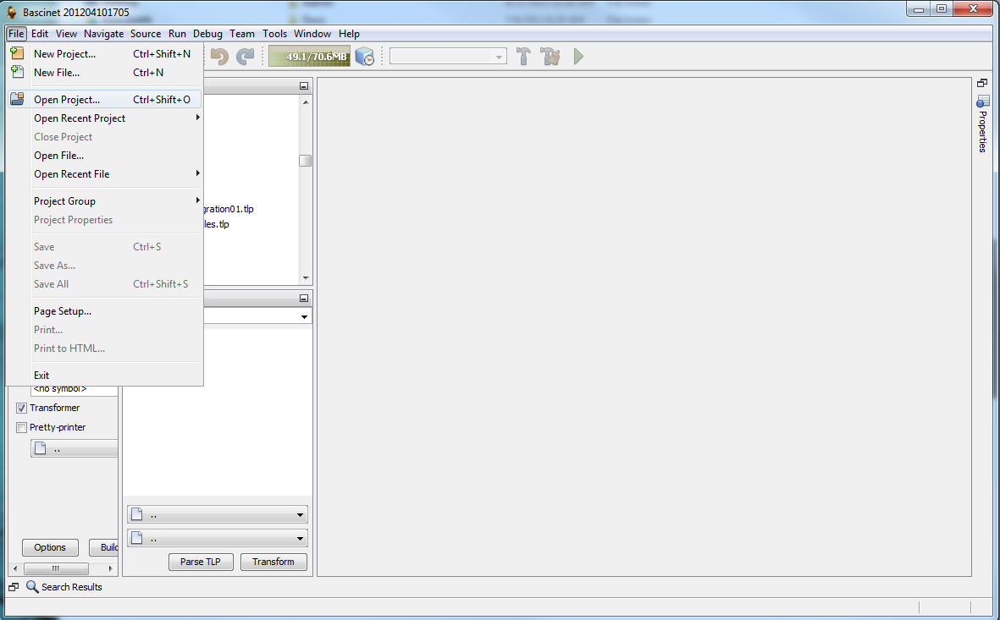 Bascinet 201204101705
File Edit View Navigate Source Run Debug Team Tools Window Help
New Project... Ctrl+Shift+N
New File... Ctrl+N
49.1/70.6MB
Open Project... Ctrl+Shift+O
Open Recent Project
Close Project
Open File...
Open Recent File
Project Group
Project Properties
Save Ctrl+S
Save As...
Save All Ctrl+Shift+S
Page Setup...
Print...
Print to HTML...
Exit
gration01.tlp
les.tlp
Properties
<no symbol>
Transformer
Pretty-printer
..
Options Build
..
..
Parse TLP Transform
Search Results